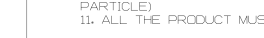 PARTICLE)
11. ALL THE PRODUCT MUS